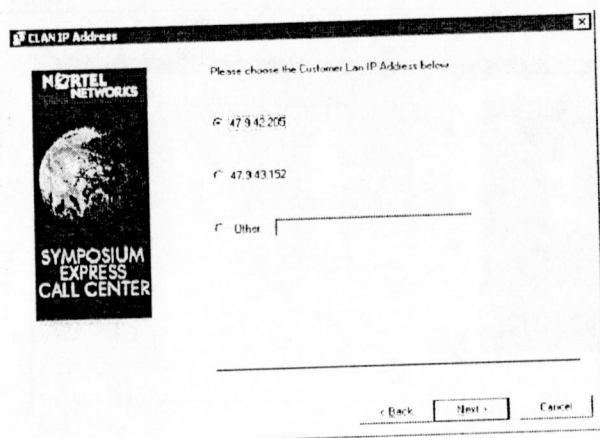 CLAN IP Address
NORTEL
NETWORKS
SYMPOSIUM
EXPRESS
CALL CENTER
Please choose the Customer Lan IP Address below
47.9.42.205
47.9.43.152
Other:
< Back
Next >
Cancel